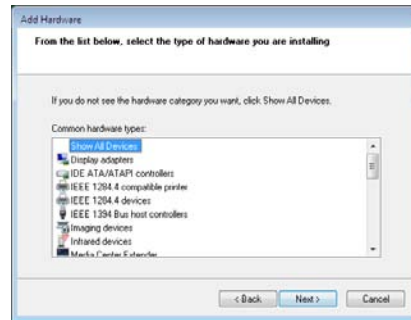 Add Hardware
From the list below, select the type of hardware you are installing
If you do not see the hardware category you want, click Show All Devices.
Common hardware types:
Show All Devices
Display adapters
IDE ATA/ATAPI controllers
IEEE 1284.4 compatible printer
IEEE 1284.4 devices
IEEE 1394 Bus host controllers
Imaging devices
Infrared devices
Media Center Extender
< Back Next > Cancel